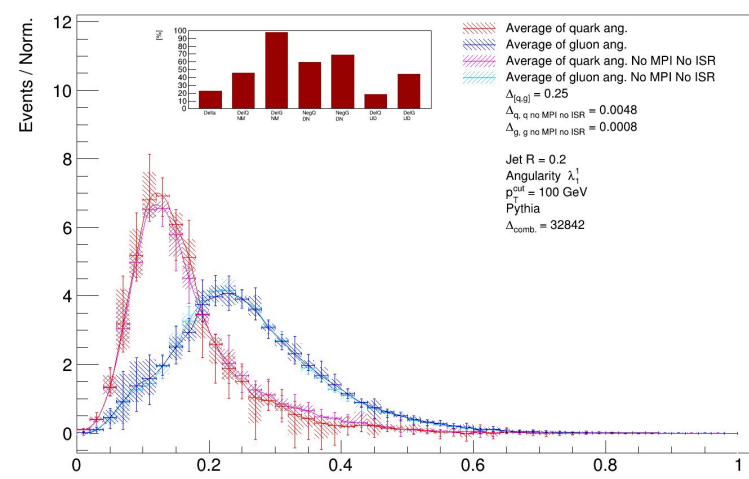 Events / Norm.
12
10
8
6
4
2
0
0
0.2
0.4
0.6
0.8
1
[%]
100
90
80
70
60
50
40
30
20
10
0
Delta
DelQ NM
DelG NM
NegQ DN
NegG DN
DelQ UD
DelG UD
Average of quark ang.
Average of gluon ang.
Average of quark ang. No MPI No ISR
Average of gluon ang. No MPI No ISR
Δ[q,g] = 0.25
Δq, q no MPI no ISR = 0.0048
Δg, g no MPI no ISR = 0.0008
Jet R = 0.2
Angularity λ₁¹
pTcut = 100 GeV
Pythia
Δcomb. = 32842